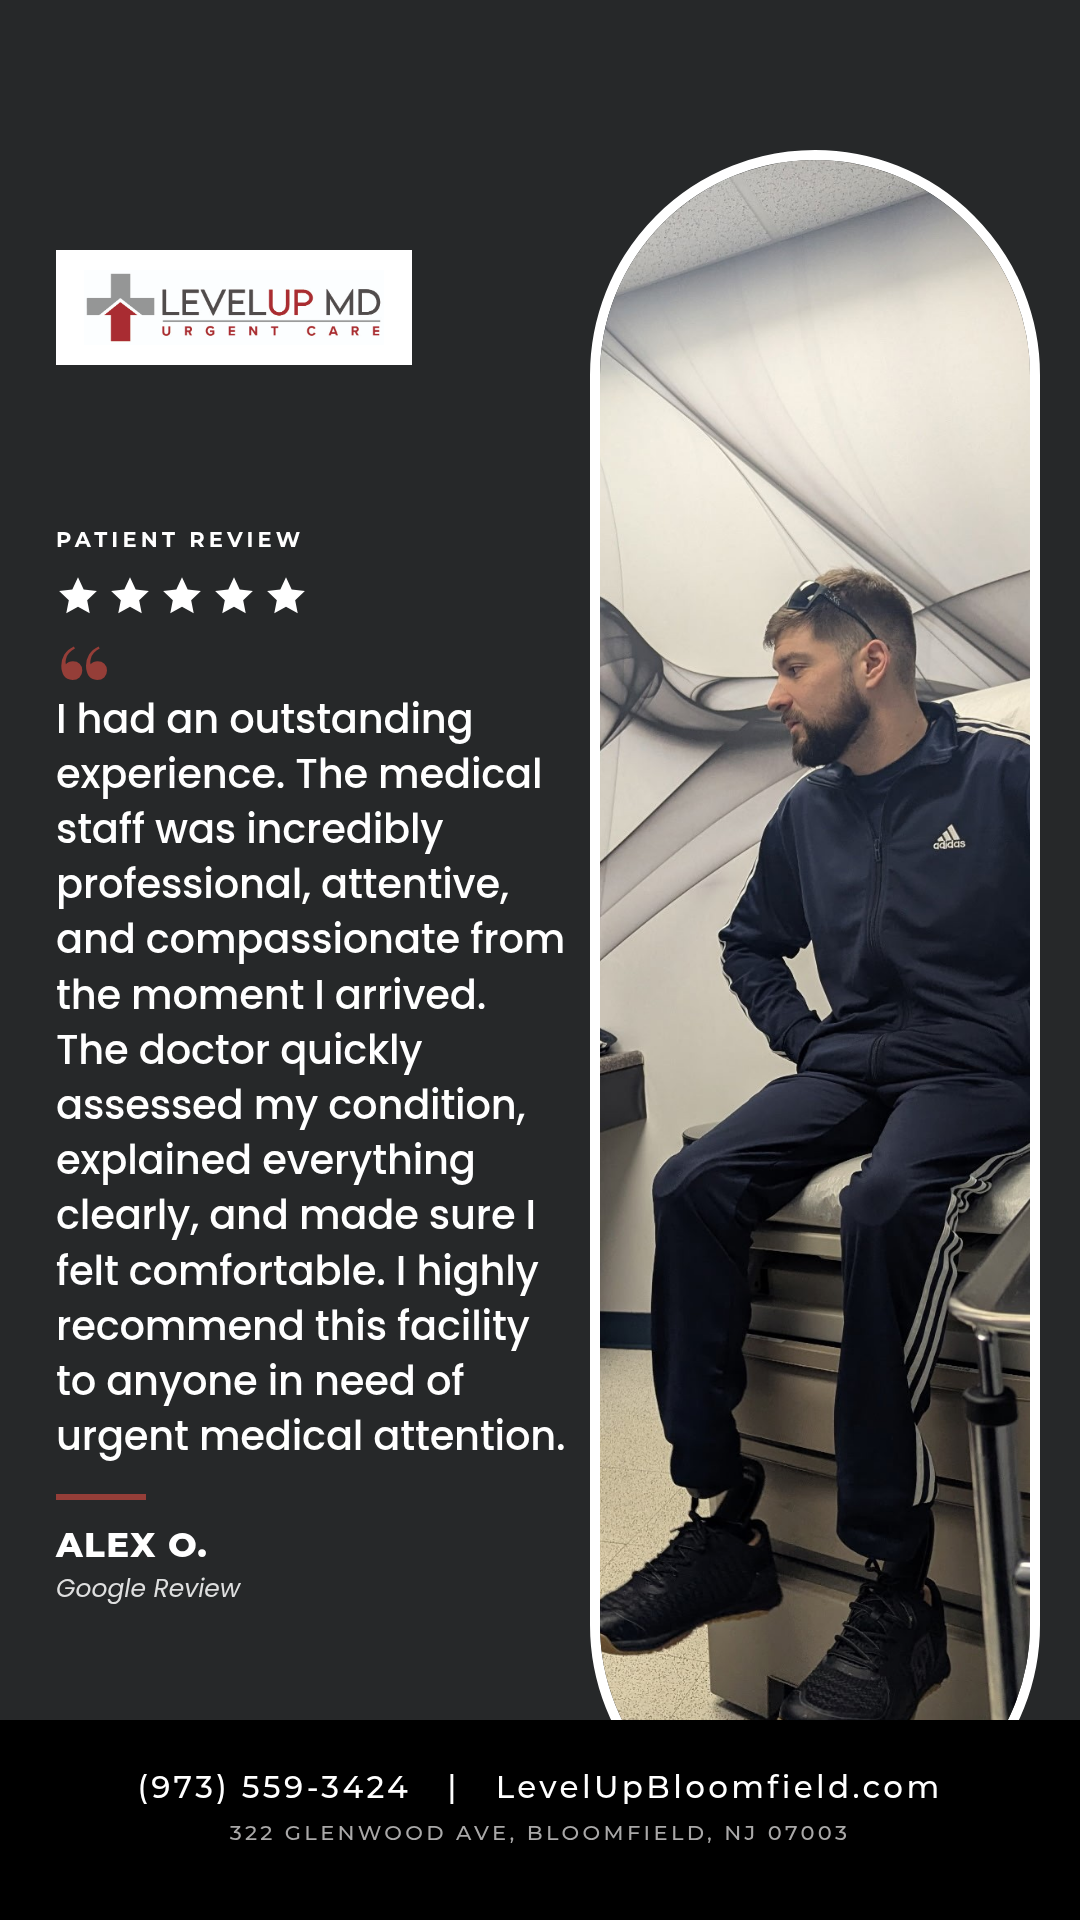 LEVELUP MD
URGENT CARE
PATIENT REVIEW
I had an outstanding
experience. The medical
staff was incredibly
professional, attentive,
and compassionate from
the moment I arrived.
The doctor quickly
assessed my condition,
explained everything
clearly, and made sure I
felt comfortable. I highly
recommend this facility
to anyone in need of
urgent medical attention.
ALEX O.
Google Review
adidas
(973) 559-3424 | LevelUpBloomfield.com
322 GLENWOOD AVE, BLOOMFIELD, NJ 07003